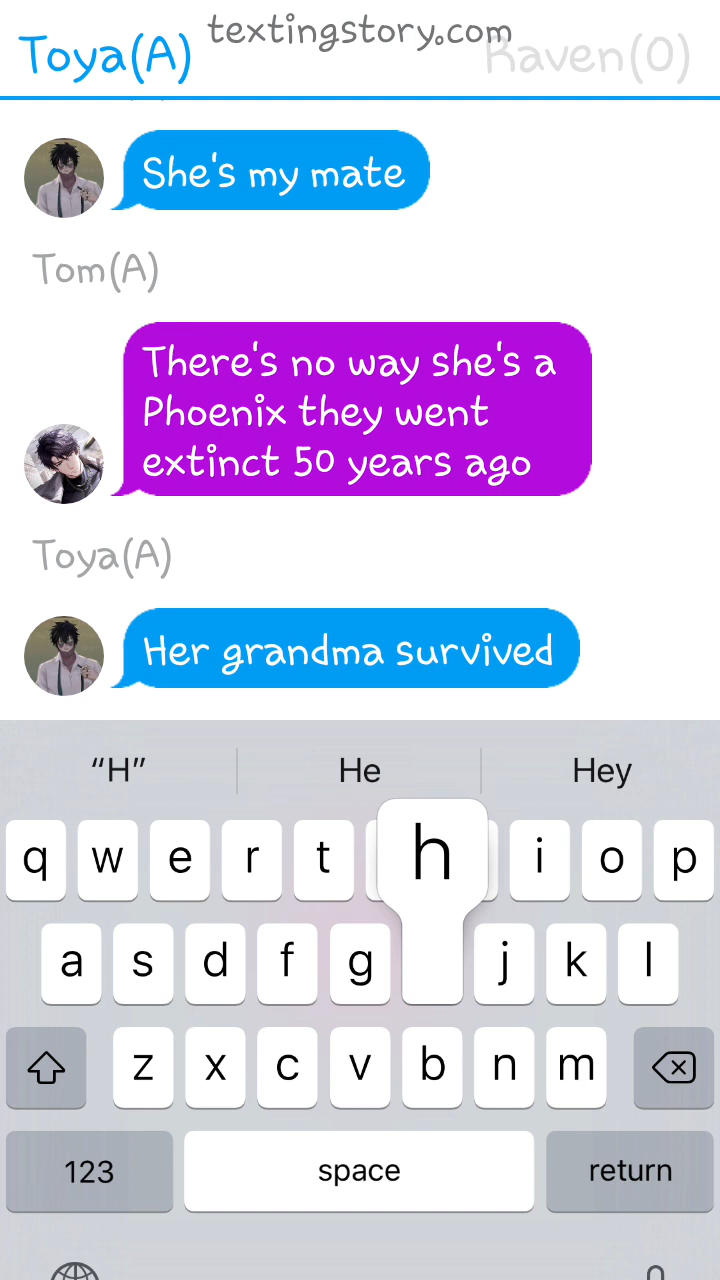 textingstory.com
Toya(A) Raven(O)
She's my mate
Tom(A)
There's no way she's a
Phoenix they went
extinct 50 years ago
Toya(A)
Her grandma survived
“H” He Hey
q w e r t h i o p
a s d f g j k l
z x c v b n m
123 space return